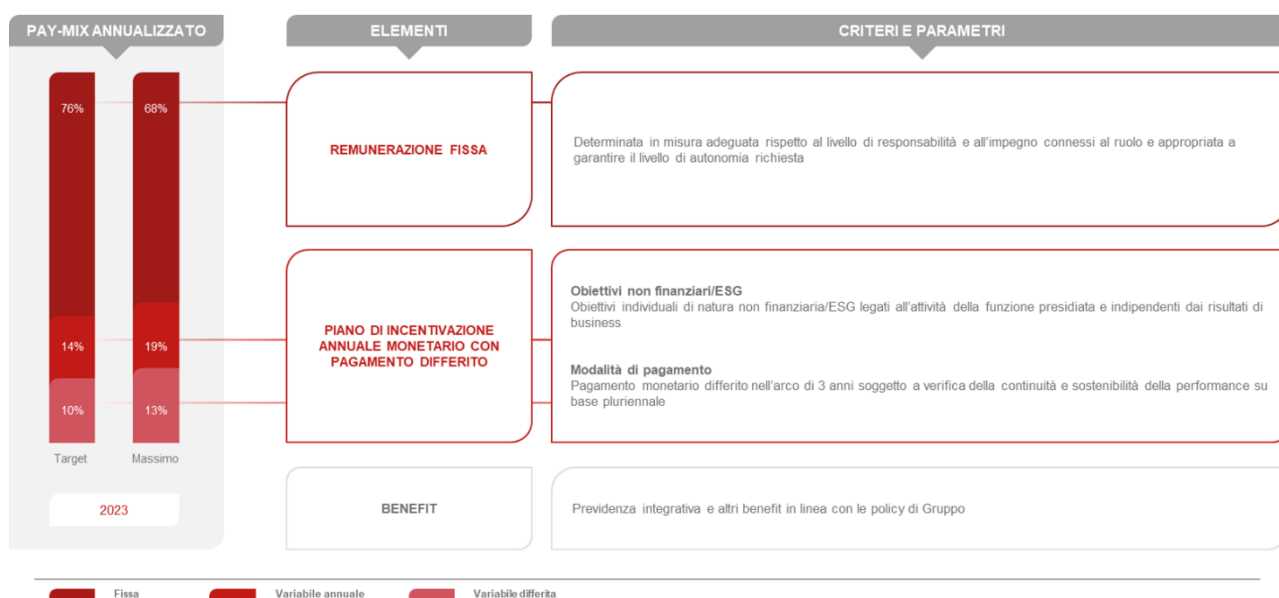 PAY-MIX ANNUALIZZATO
ELEMENTI
CRITERI E PARAMETRI
76%
68%
REMUNERAZIONE FISSA
Determinata in misura adeguata rispetto al livello di responsabilità e all'impegno connessi al ruolo e appropriata a
garantire il livello di autonomia richiesta
14%
19%
10%
13%
Target
Massimo
2023
PIANO DI INCENTIVAZIONE
ANNUALE MONETARIO CON
PAGAMENTO DIFFERITO
Obiettivi non finanziari/ESG
Obiettivi individuali di natura non finanziaria/ESG legati all'attività della funzione presidiata e indipendenti dai risultati di
business
Modalità di pagamento
Pagamento monetario differito nell'arco di 3 anni soggetto a verifica della continuità e sostenibilità della performance su
base pluriennale
BENEFIT
Previdenza integrativa e altri benefit in linea con le policy di Gruppo
Fissa
Variabile annuale
Variabile differita